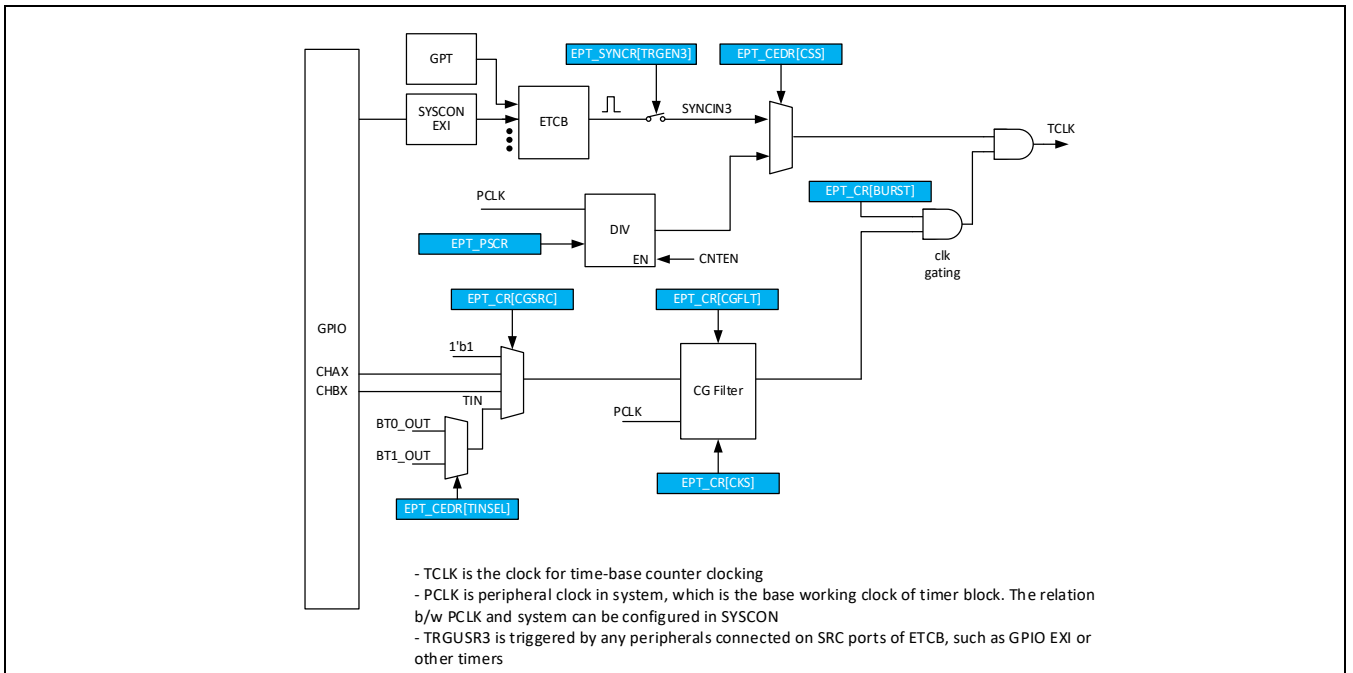 GPT
EPT_SYNCR[TRGEN3]
EPT_CEDR[CSS]
SYSCON
EXI
ETCB
SYNCIN3
TCLK
PCLK
EPT_CR[BURST]
DIV
EPT_PSCR
EN
CNTEN
clk
gating
EPT_CR[CGSRC]
EPT_CR[CGFLT]
GPIO
1'b1
CHAX
CHBX
TIN
CG Filter
PCLK
BT0_OUT
BT1_OUT
EPT_CR[CKS]
EPT_CEDR[TINSEL]
- TCLK is the clock for time-base counter clocking
- PCLK is peripheral clock in system, which is the base working clock of timer block. The relation
b/w PCLK and system can be configured in SYSCON
- TRGUSR3 is triggered by any peripherals connected on SRC ports of ETCB, such as GPIO EXI or
other timers